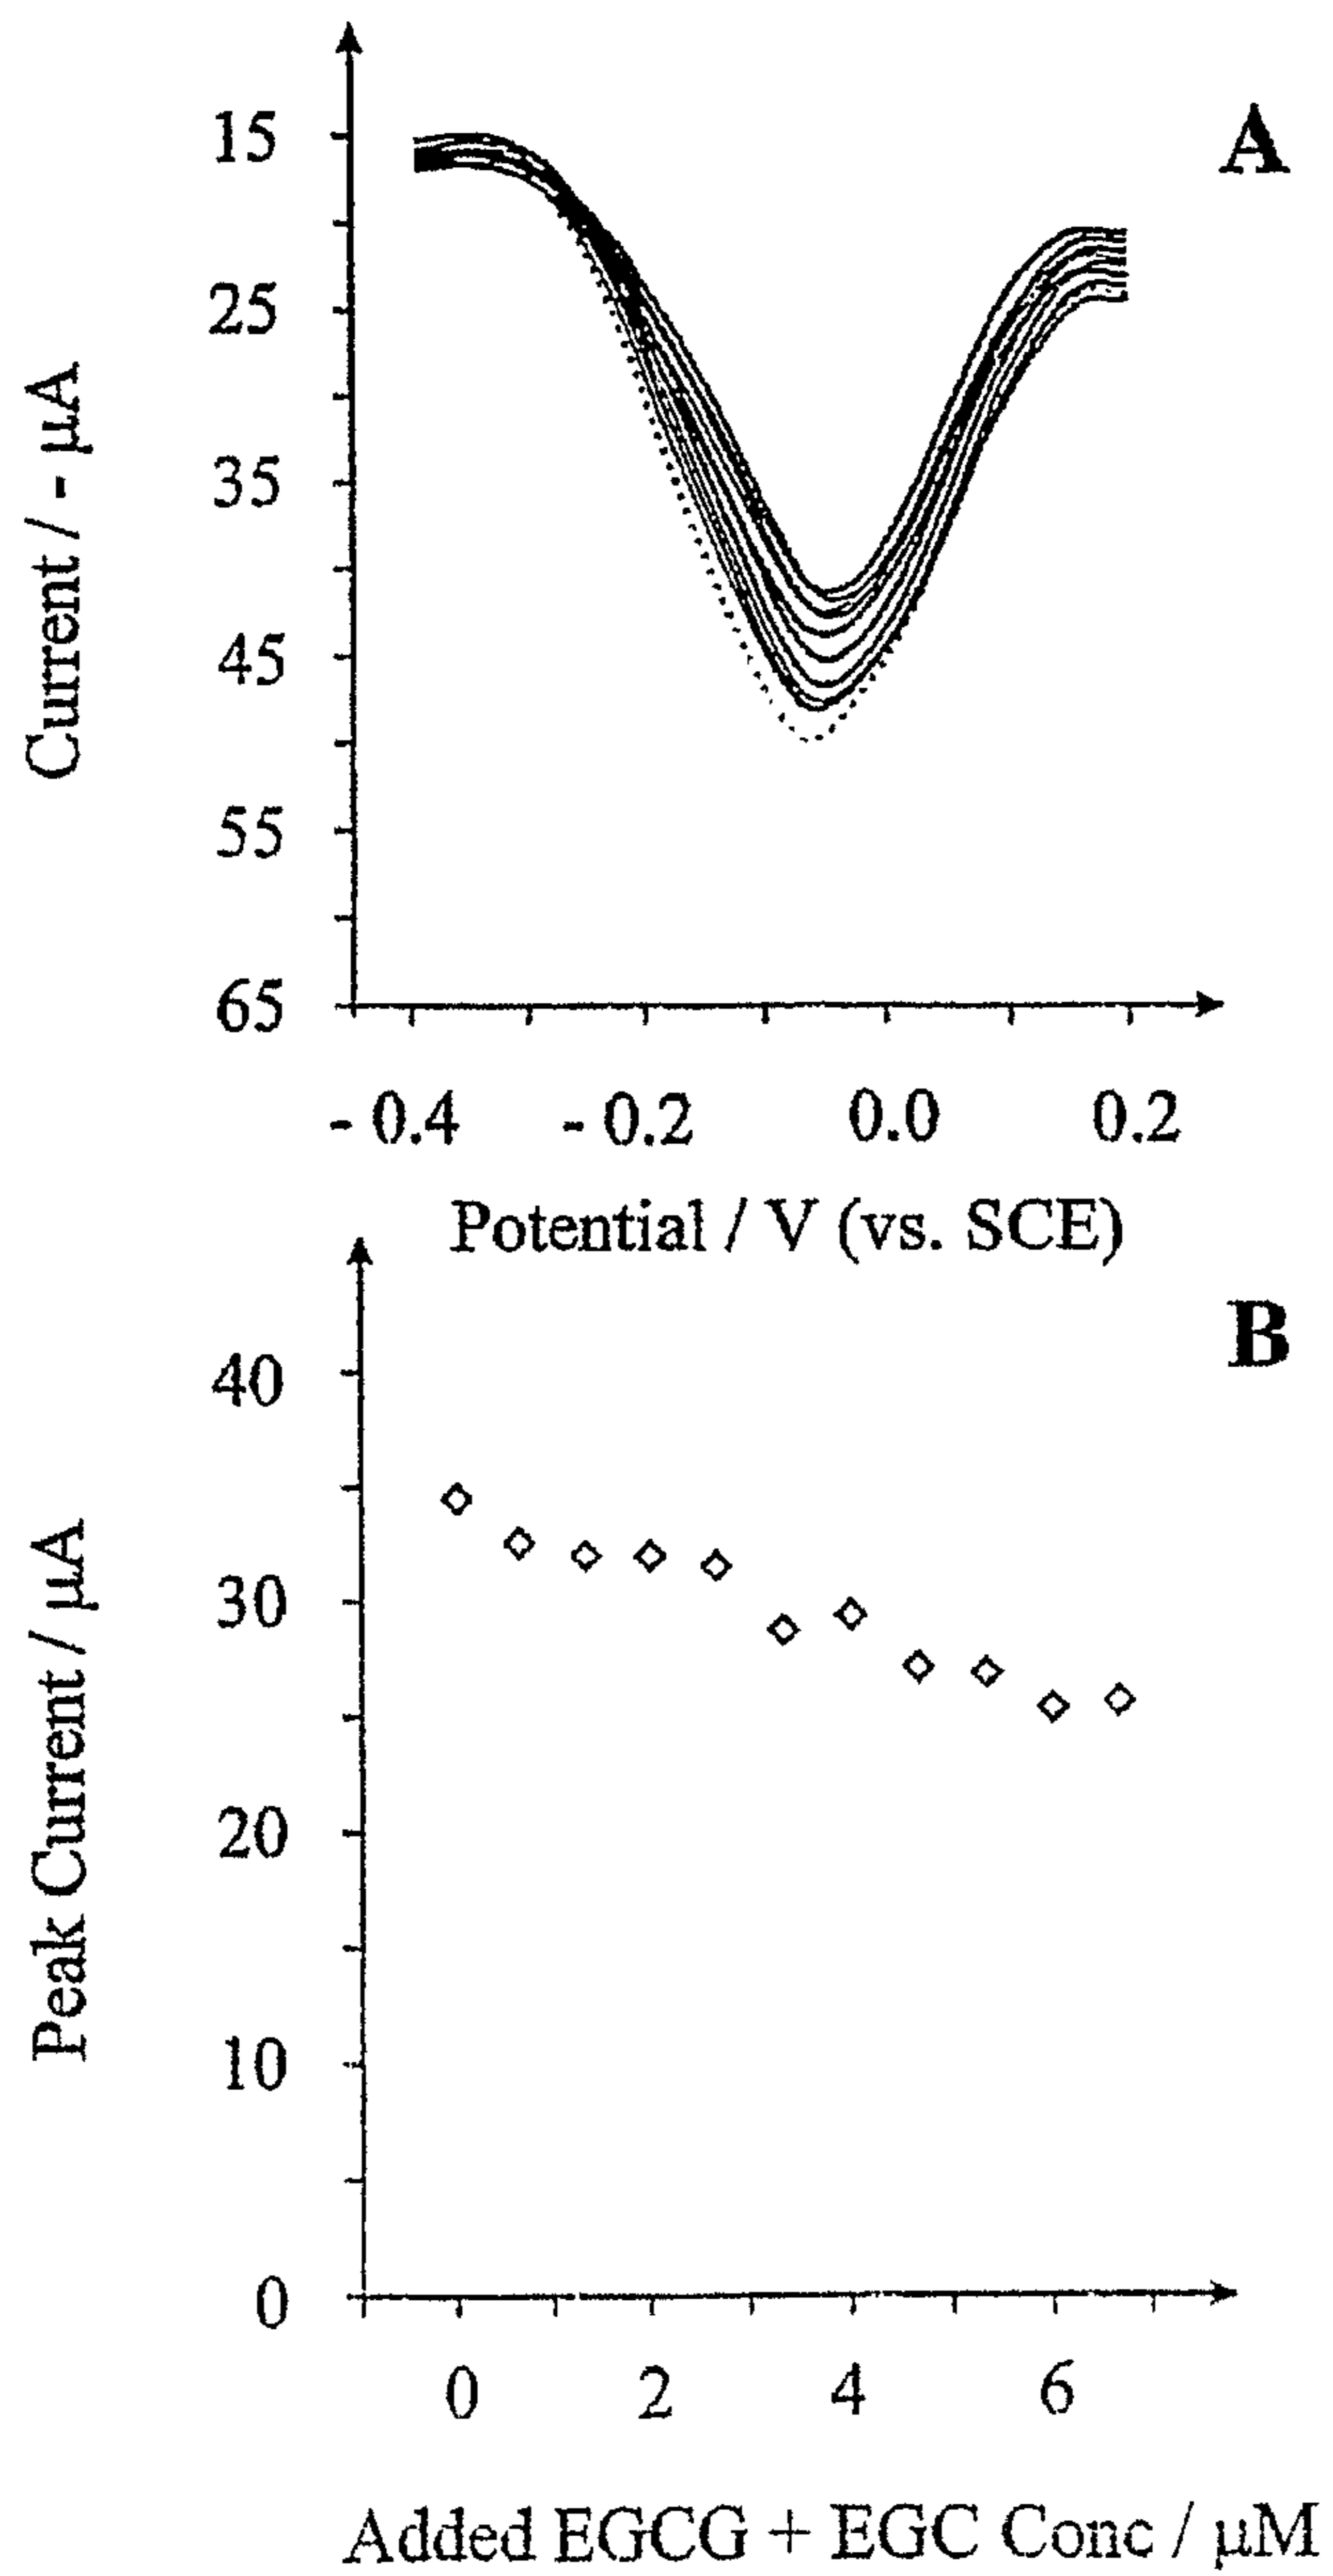 A
15
25
35
45
55
65
Current / - μA
- 0.4 - 0.2 0.0 0.2
Potential / V (vs. SCE)
B
40
30
20
10
0
Peak Current / μA
0 2 4 6
Added EGCG + EGC Conc / μM